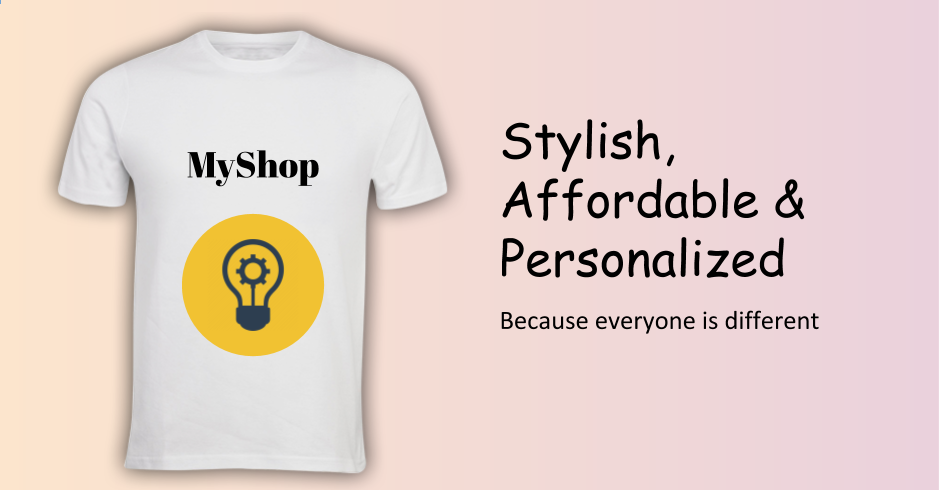 MyShop
Stylish,
Affordable &
Personalized
Because everyone is different